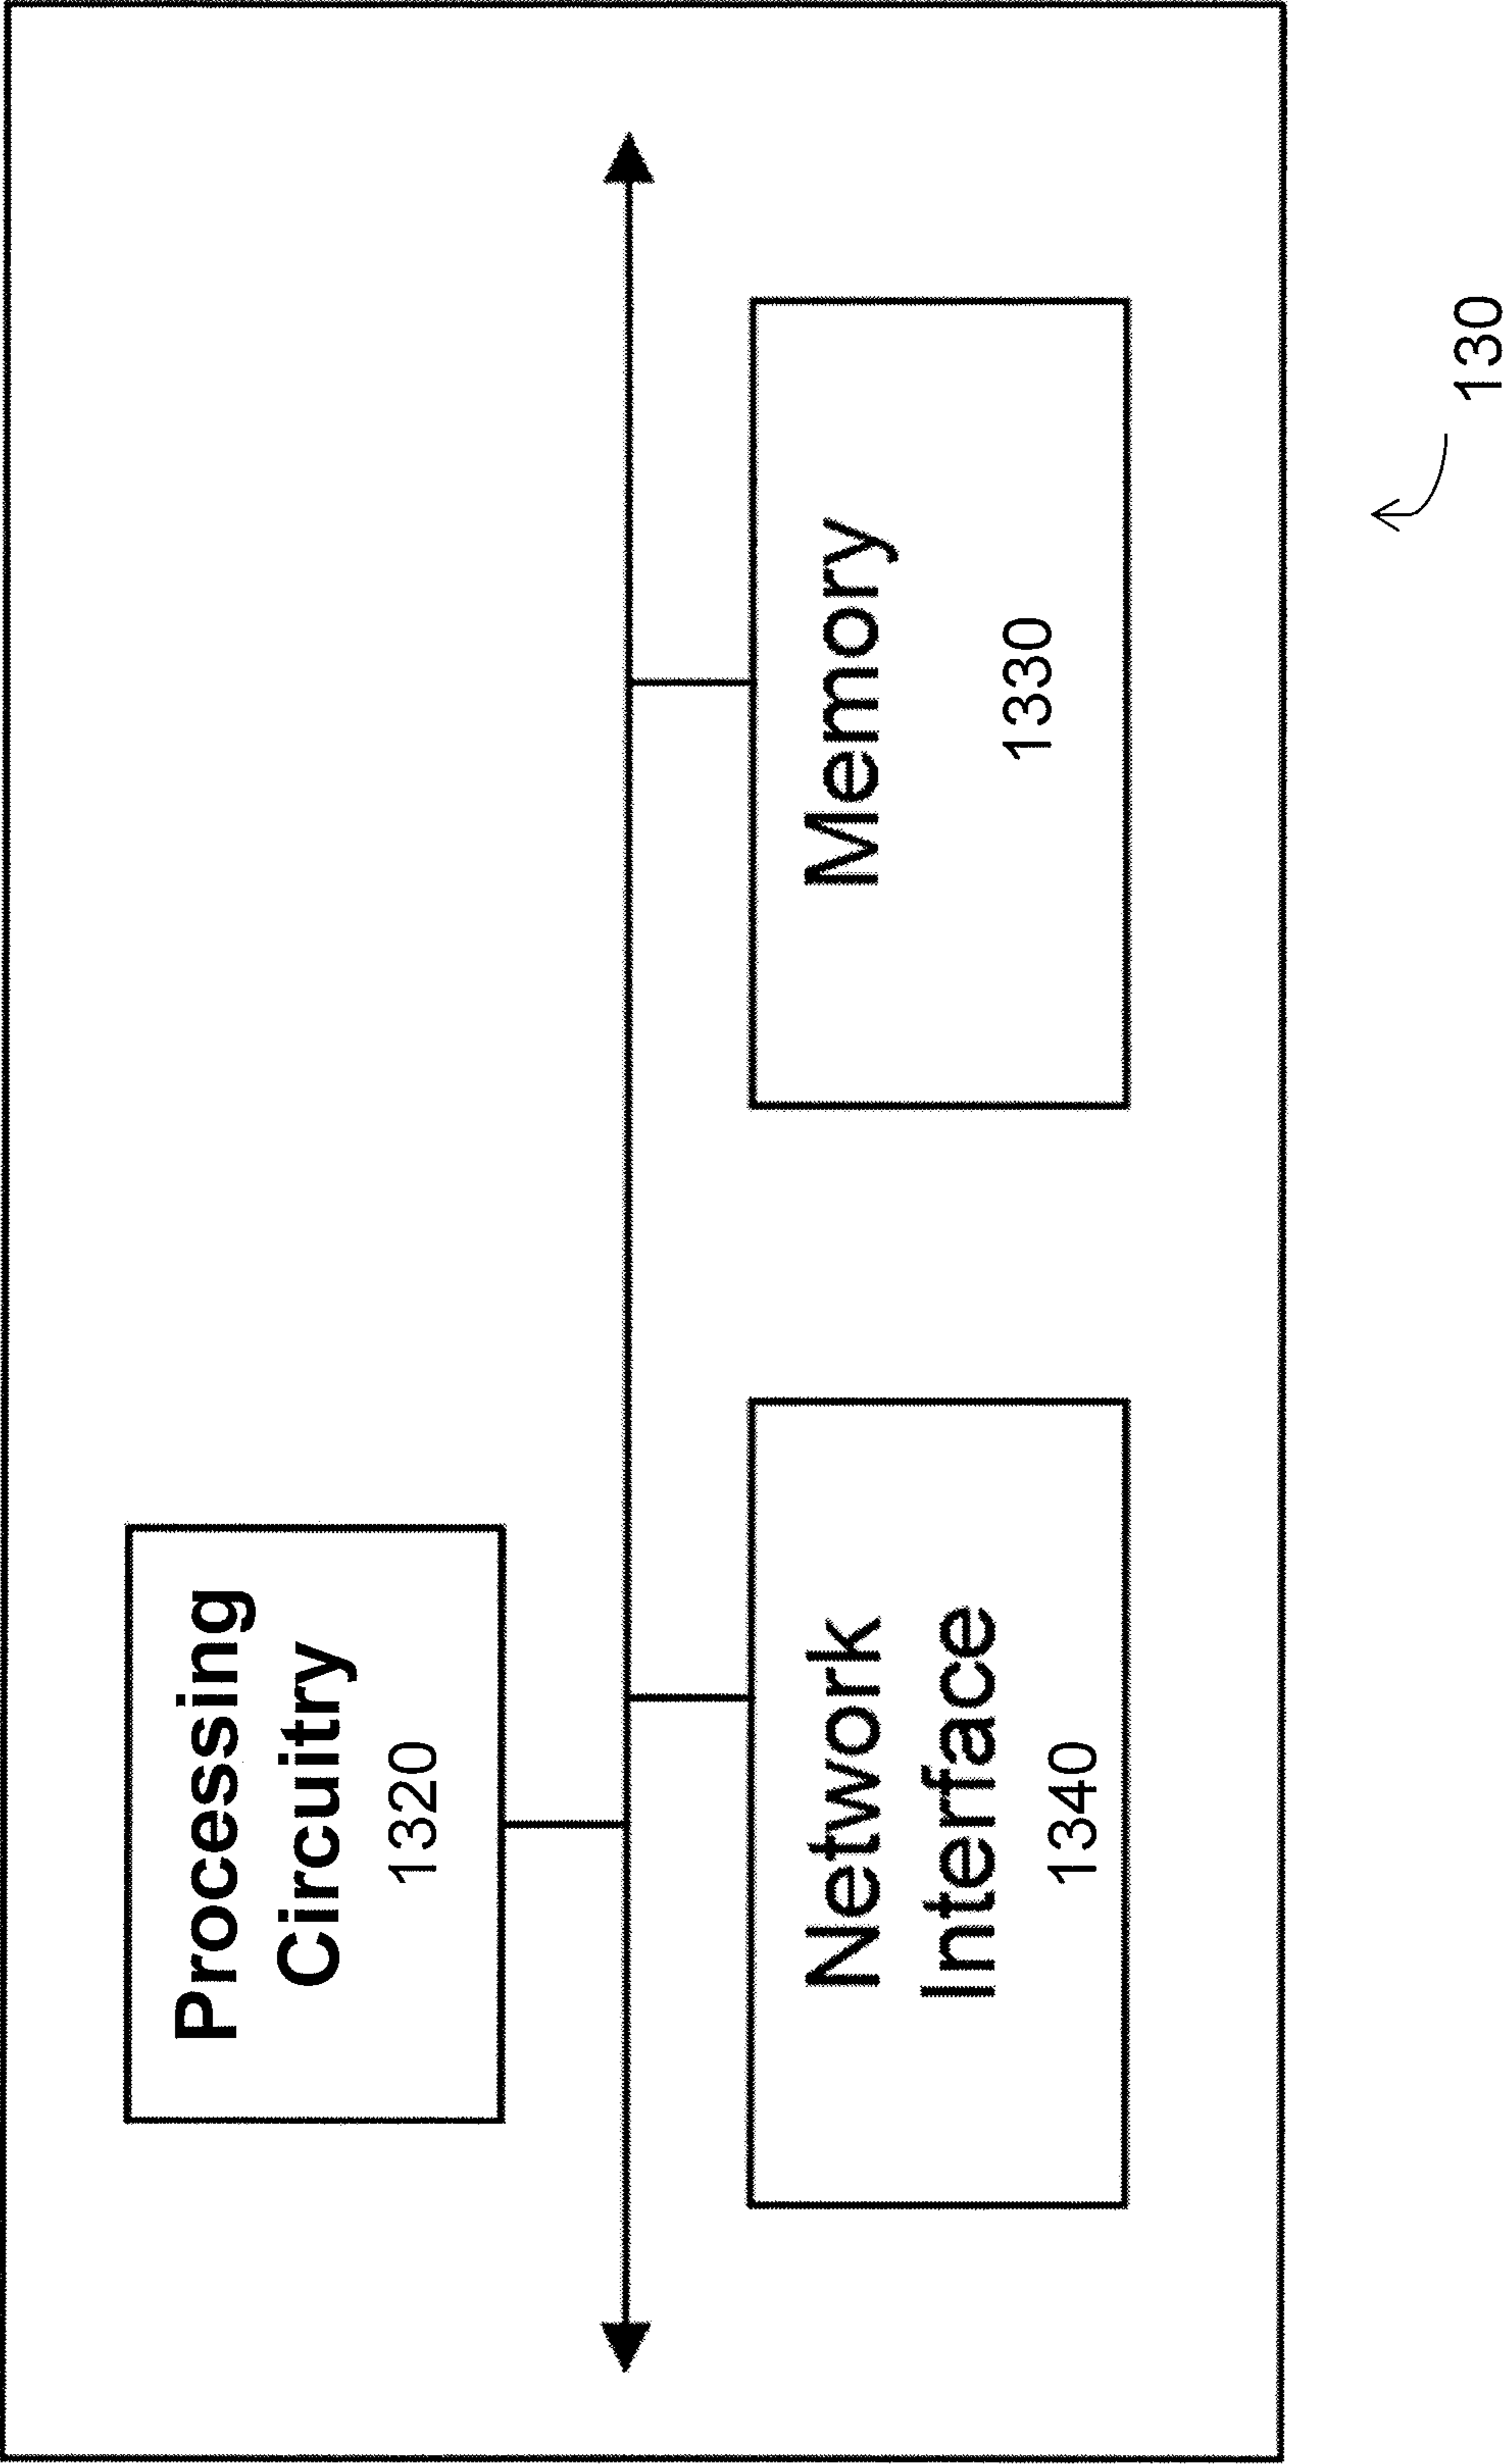 Processing
Circuitry
1320
Network
Interface
1340
Memory
1330
130